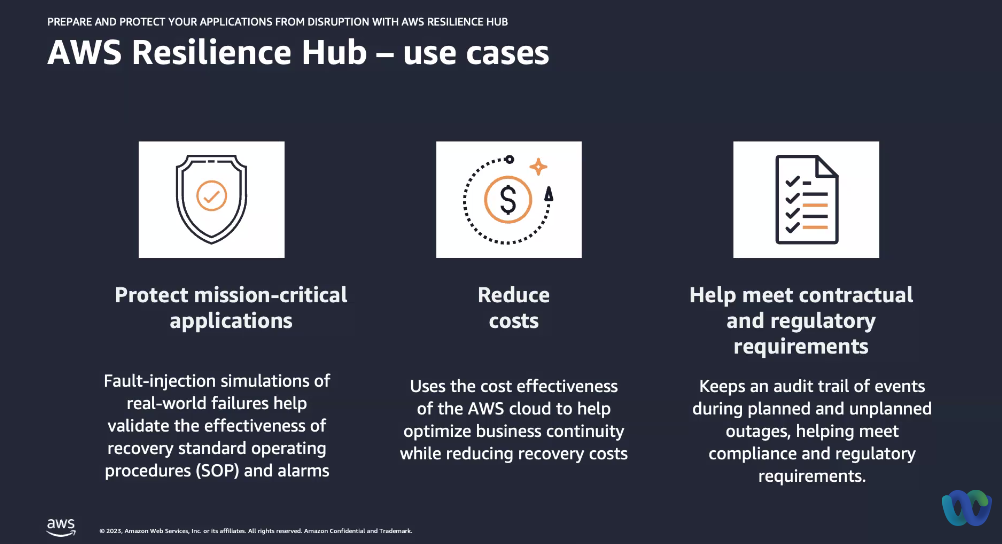 PREPARE AND PROTECT YOUR APPLICATIONS FROM DISRUPTION WITH AWS RESILIENCE HUB
AWS Resilience Hub – use cases
$
Protect mission-critical
applications
Fault-injection simulations of
real-world failures help
validate the effectiveness of
recovery standard operating
procedures (SOP) and alarms
Reduce
costs
Uses the cost effectiveness
of the AWS cloud to help
optimize business continuity
while reducing recovery costs
Help meet contractual
and regulatory
requirements
Keeps an audit trail of events
during planned and unplanned
outages, helping meet
compliance and regulatory
requirements.
aws
© 2023, Amazon Web Services, Inc. or its affiliates. All rights reserved. Amazon Confidential and Trademark.